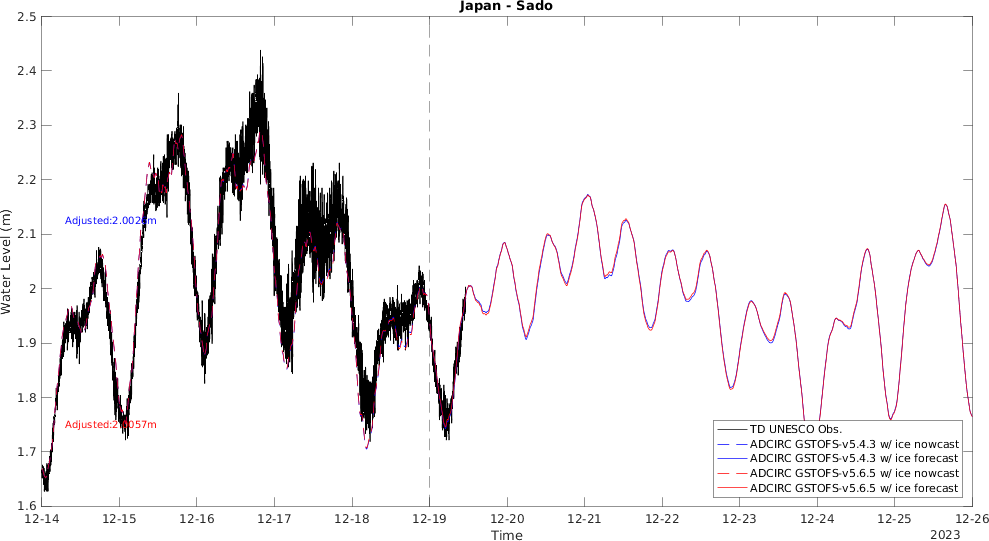 Japan - Sado
Water Level (m)
2.5
2.4
2.3
2.2
2.1
2
1.9
1.8
1.7
1.6
Adjusted:2.0026m
Adjusted:2.0057m
TD UNESCO Obs.
ADCIRC GSTOFS-v5.4.3 w/ ice nowcast
ADCIRC GSTOFS-v5.4.3 w/ ice forecast
ADCIRC GSTOFS-v5.6.5 w/ ice nowcast
ADCIRC GSTOFS-v5.6.5 w/ ice forecast
12-14 12-15 12-16 12-17 12-18 12-19 12-20 12-21 12-22 12-23 12-24 12-25 12-26
Time
2023